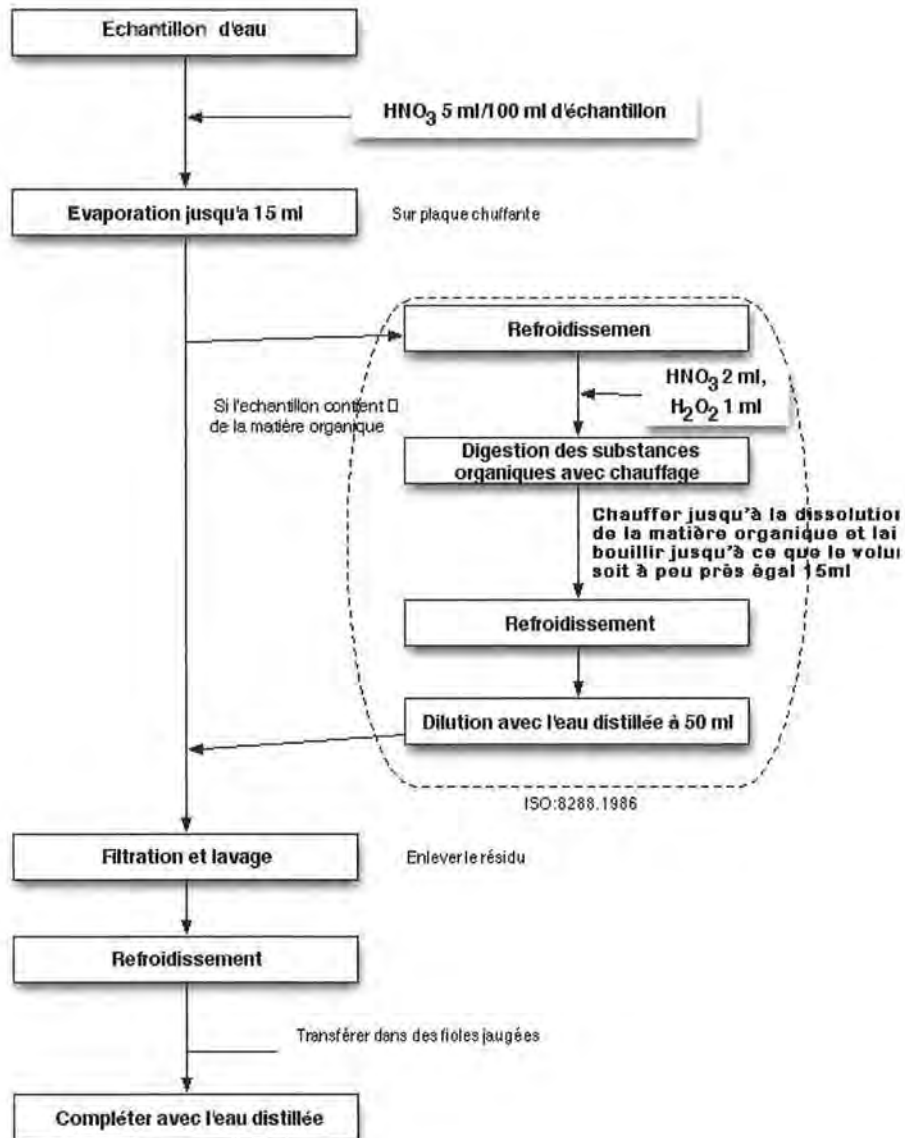 Echantillon d'eau
HNO3 5 ml/100 ml d'échantillon
Evaporation jusqu'a 15 ml
Sur plaque chuffante
Refroidissemen
HNO3 2 ml,
H2O2 1 ml
Si l'echantillon contient
de la matière organique
Digestion des substances
organiques avec chauffage
Chauffer jusqu'à la dissolution
de la matière organique et lai
bouillir jusqu'à ce que le volu
soit à peu près égal 15ml
Refroidissement
Dilution avec l'eau distillée à 50 ml
ISO:8288.1986
Filtration et lavage
Enlever le résidu
Refroidissement
Transférer dans des fioles jaugées
Compléter avec l'eau distillée